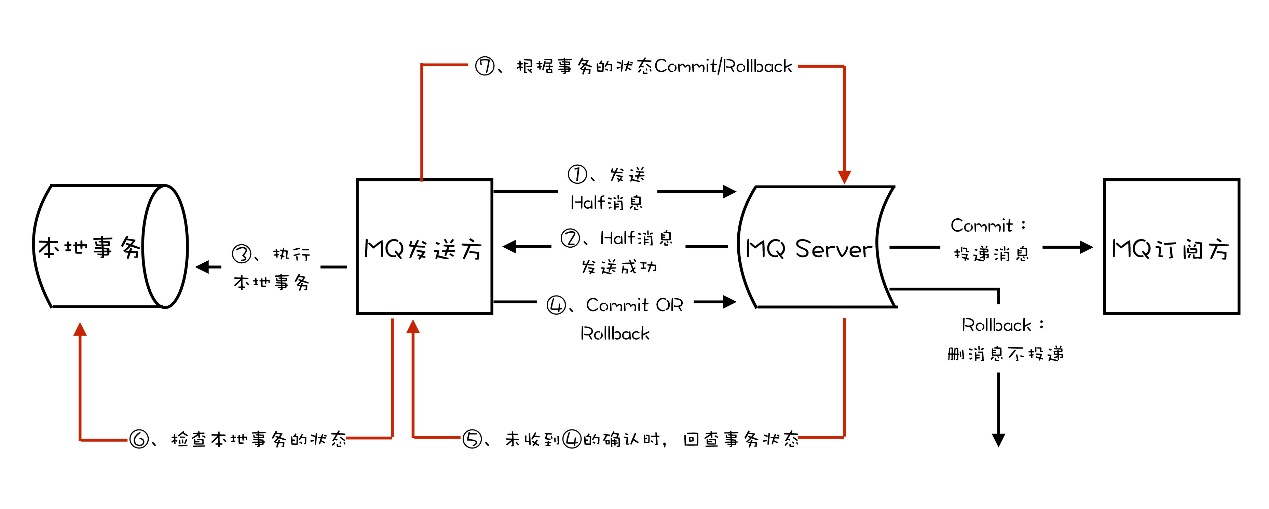 ⑦、根据事务的状态Commit/Rollback
①、发送
Half消息
本地事务
③、执行
本地事务
MQ发送方
②、Half消息
发送成功
④、Commit OR
Rollback
MQ Server
Commit：
投递消息
MQ订阅方
Rollback：
删消息不投递
⑥、检查本地事务的状态
⑤、未收到④的确认时，回查事务状态